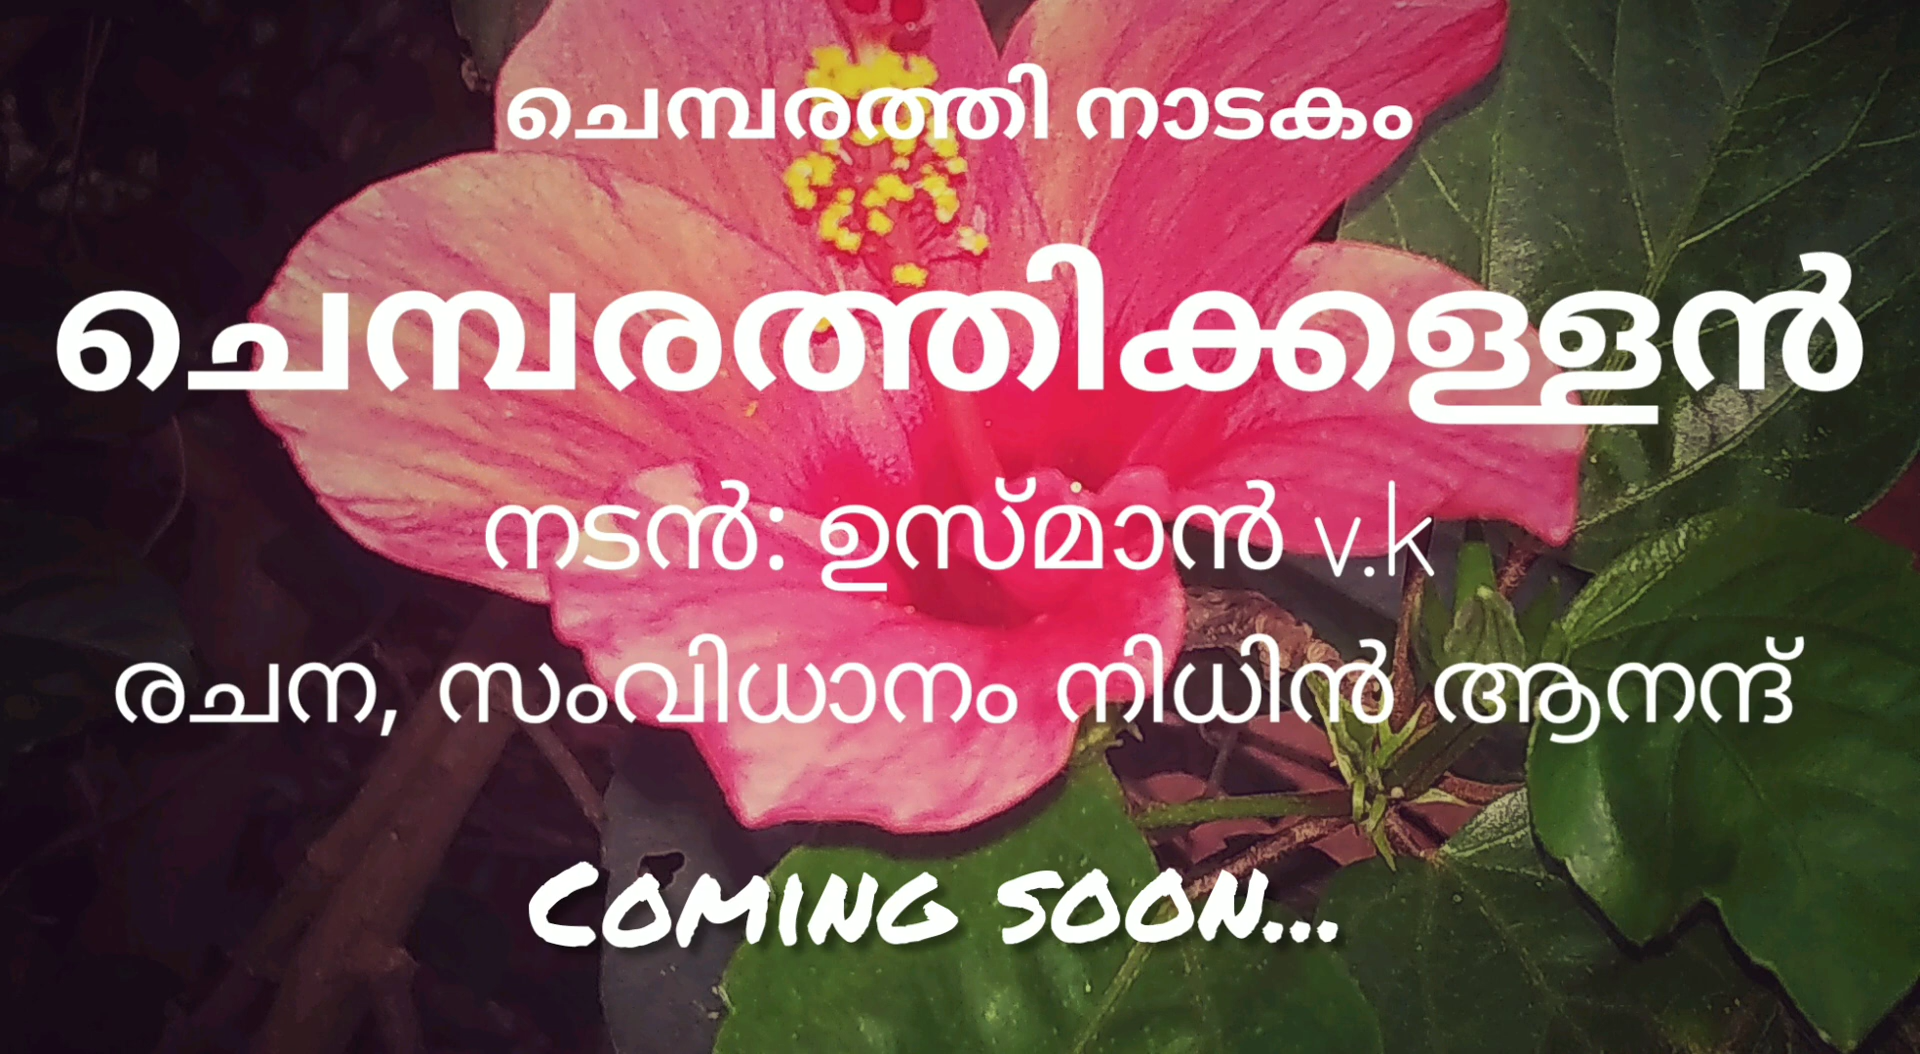 ചെമ്പരത്തി നാടകം
ചെമ്പരത്തിക്കള്ളൻ
നടൻ: ഉസ്മാൻ v.k
രചന, സംവിധാനം നിധിൻ ആനന്ദ്
COMING SOON...